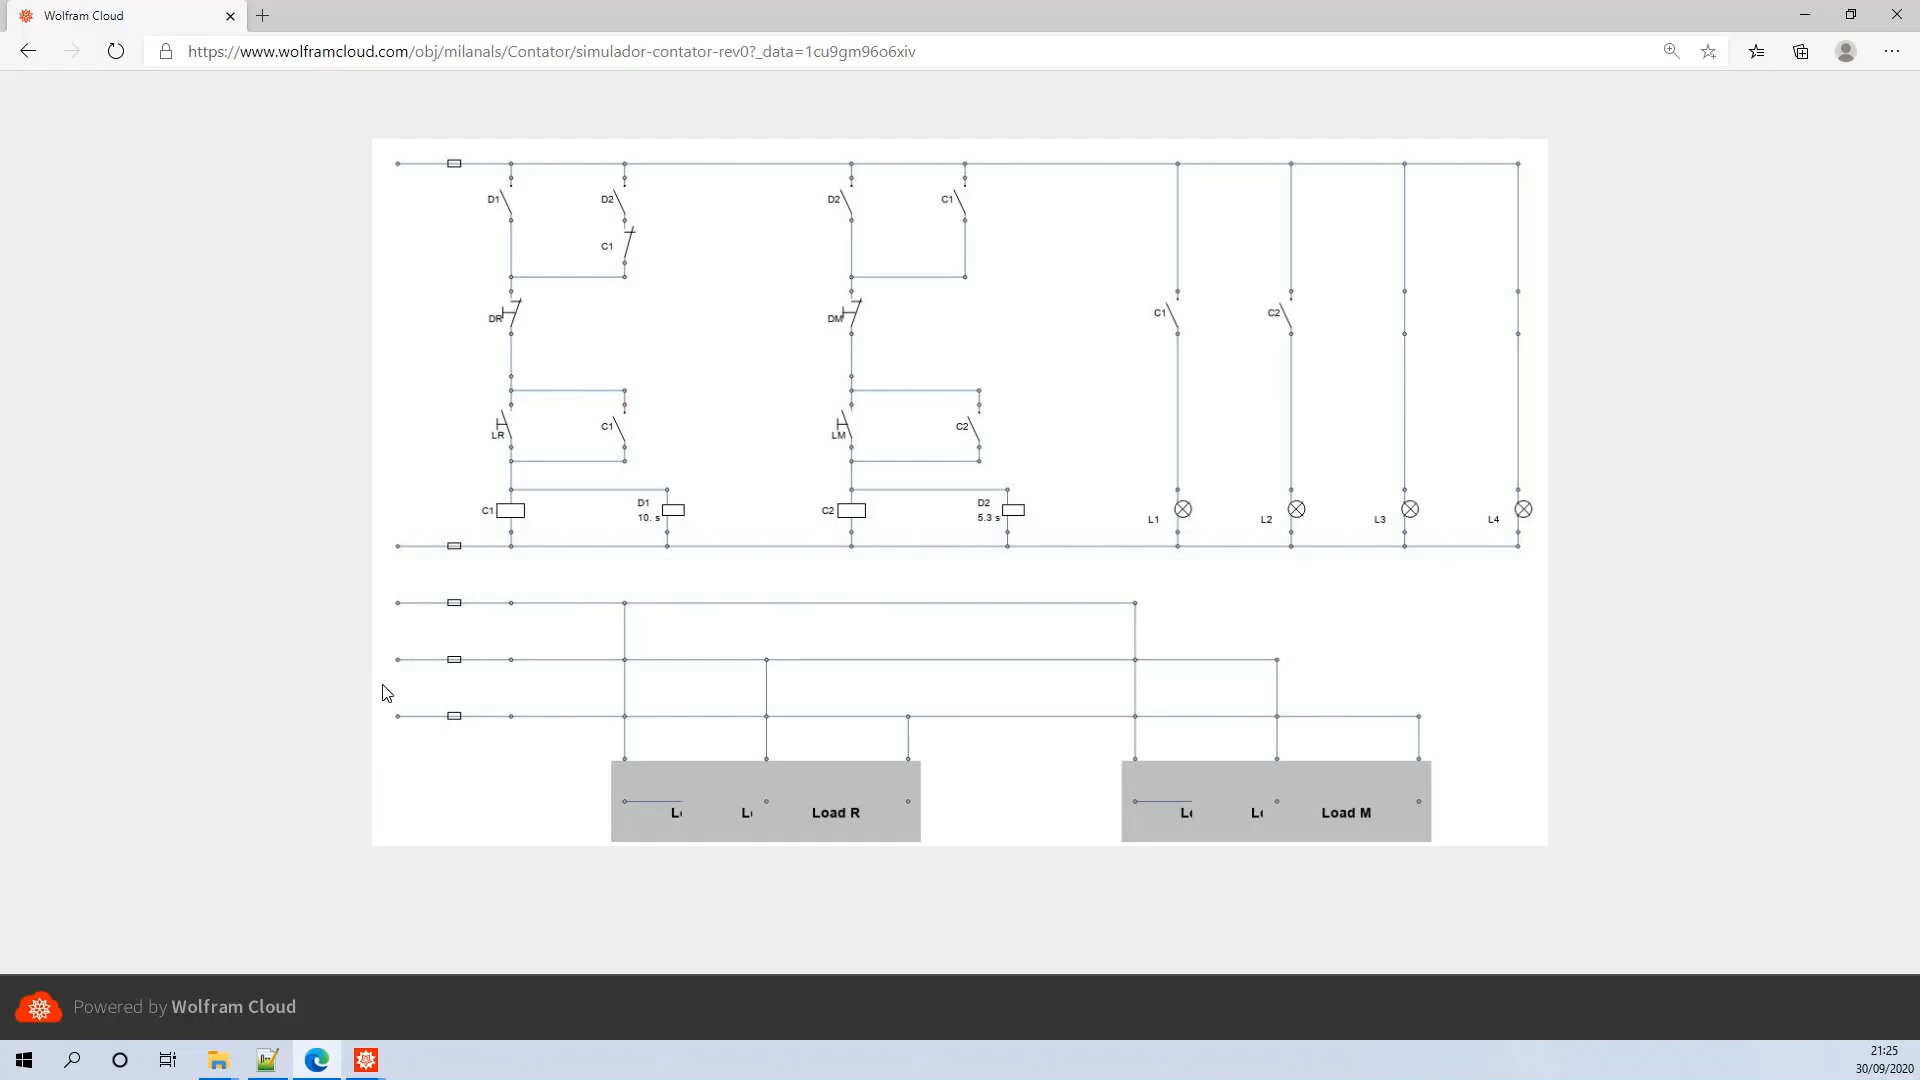 Wolfram Cloud
https://www.wolframcloud.com/obj/milanals/Contator/simulador-contator-rev0?_data=1cu9gm96o6xiv
D1
D2
D2
C1
C1
DR
DM
C1
C2
LR
C1
LM
C2
C1
D1
10. s
C2
D2
5.3 s
L1
L2
L3
L4
Load R
Load M
Powered by Wolfram Cloud
21:25
30/09/2020